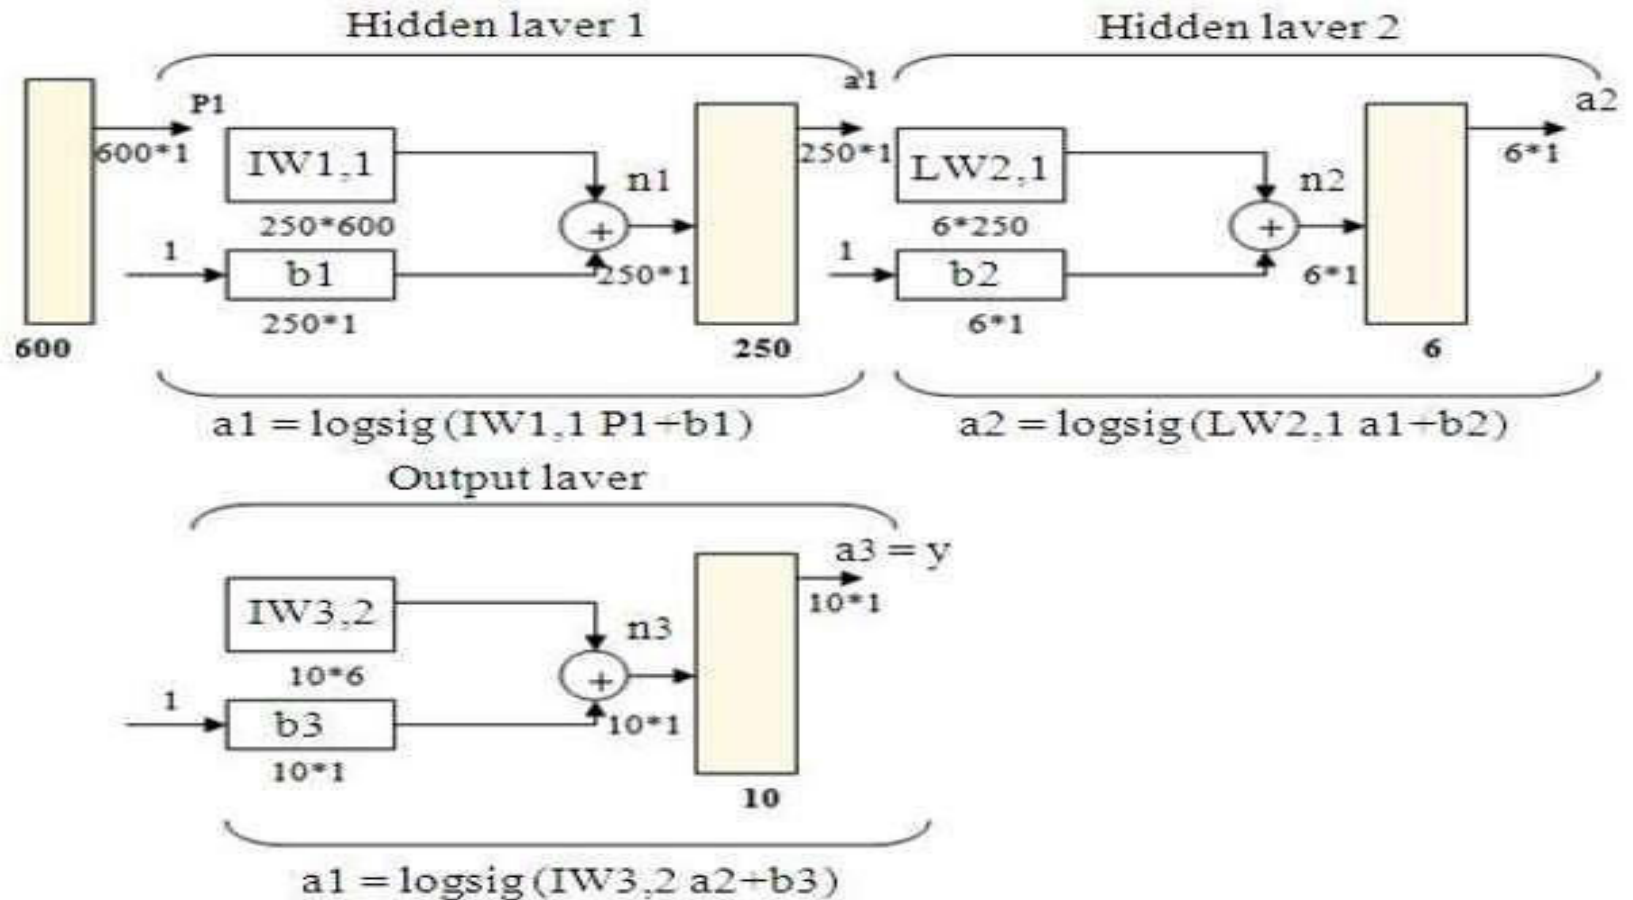 Hidden laver 1
Hidden laver 2
a1
a2
P1
600*1
IW1,1
n1
250*1
LW2,1
n2
6*1
250*600
+
6*250
+
1
b1
250*1
1
b2
6*1
250*1
6*1
600
250
6
a1 = logsig (IW1,1 P1+b1)
a2 = logsig (LW2,1 a1+b2)
Output laver
a3 = y
IW3,2
n3
10*1
10*6
+
1
b3
10*1
10*1
10
a1 = logsig (IW3,2 a2+b3)